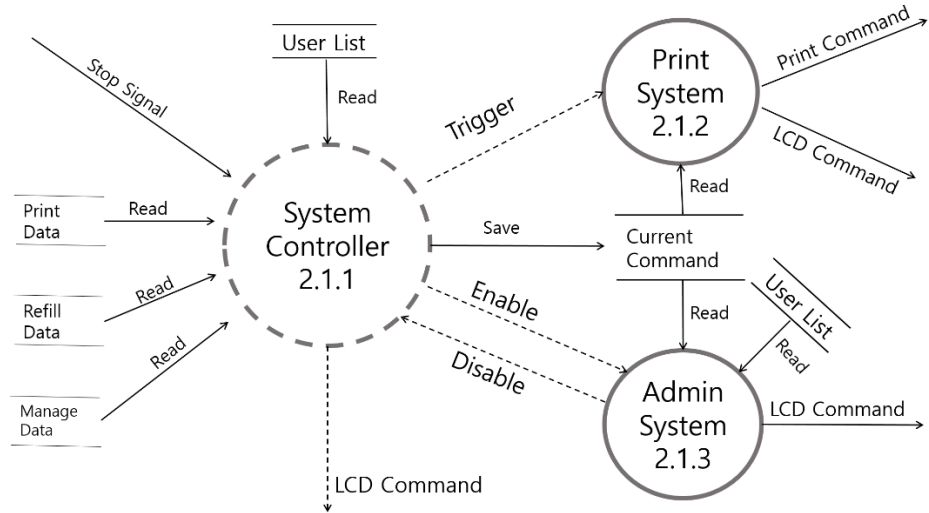 Stop Signal
User List
Read
Print
Data
Read
Refill
Data
Read
Manage
Data
Read
System
Controller
2.1.1
LCD Command
Trigger
Save
Enable
Disable
Print
System
2.1.2
Print Command
LCD Command
Read
Current
Command
Read
User List
Read
Admin
System
2.1.3
LCD Command